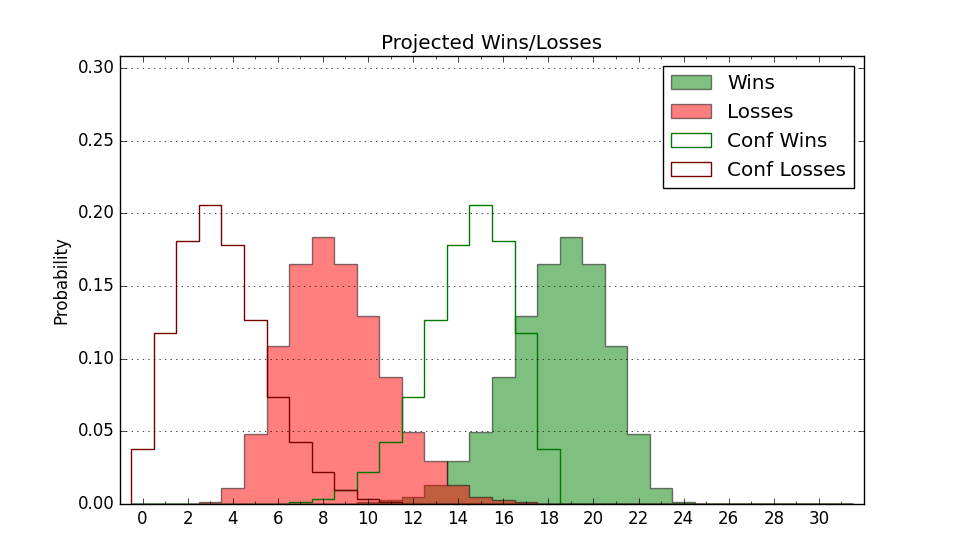 Projected Wins/Losses
0.30
0.25
0.20
0.15
0.10
0.05
0.00
Probability
Wins
Losses
Conf Wins
Conf Losses
0 2 4 6 8 10 12 14 16 18 20 22 24 26 28 30